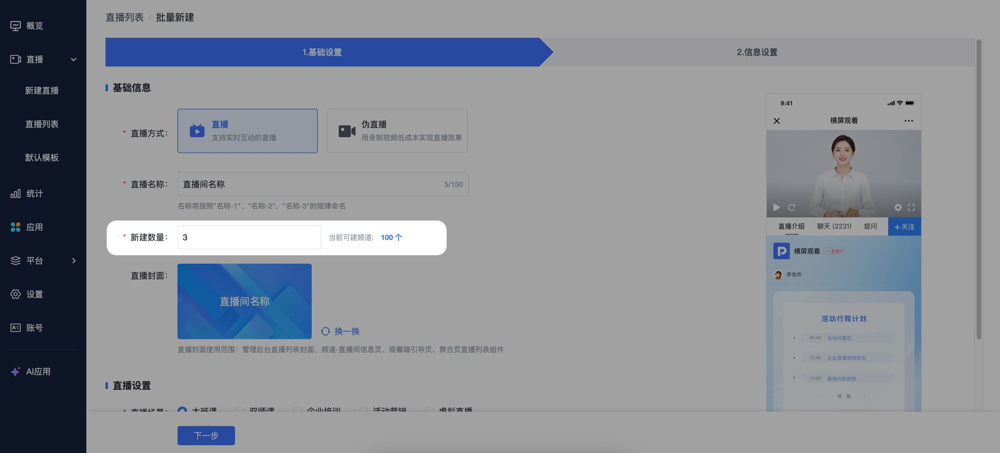 概览
直播
新建直播
直播列表
默认模板
统计
应用
平台
设置
账号
AI应用
直播列表 / 批量新建
1.基础设置
2.信息设置
基础信息
* 直播方式：
直播
支持实时互动的直播
伪直播
用录制视频低成本实现直播效果
* 直播名称：
直播间名称
5/150
名称将按照"名称-1"、"名称-2"、"名称-3"的规律命名
* 新建数量：
3
当前可建频道: 100 个
直播封面：
直播间名称
换一换
直播封面使用范围：管理后台直播列表封面、频道-直播间信息页、观看端引导页、聚合页直播列表组件
直播设置
* 直播场景：
大班课
双师课
企业培训
活动营销
虚拟直播
下一步
9:41
横屏观看
直播介绍
聊天 (2231)
提问
+关注
横屏观看
直播中
李老师
活动行程计划
09:40 活动开幕式
10:00 企业直播营销规划
11:00 直播的新趋势
休 息